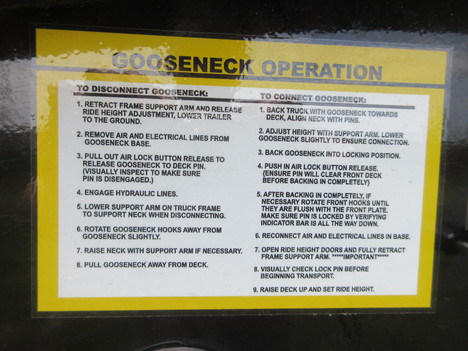 GOOSENECK OPERATION
TO DISCONNECT GOOSENECK:
1. RETRACT FRAME SUPPORT ARM AND RELEASE
RIDE HEIGHT ADJUSTMENT, LOWER TRAILER
TO THE GROUND.
2. REMOVE AIR AND ELECTRICAL LINES FROM
GOOSENECK BASE.
3. PULL OUT AIR LOCK BUTTON RELEASE TO
RELEASE GOOSENECK TO DECK PIN.
(VISUALLY INSPECT TO MAKE SURE
PIN IS DISENGAGED.)
4. ENGAGE HYDRAULIC LINES.
5. LOWER SUPPORT ARM ON TRUCK FRAME
TO SUPPORT NECK WHEN DISCONNECTING.
6. ROTATE GOOSENECK HOOKS AWAY FROM
GOOSENECK SLIGHTLY.
7. RAISE NECK WITH SUPPORT ARM IF NECESSARY.
8. PULL GOOSENECK AWAY FROM DECK.
TO CONNECT GOOSENECK:
1. BACK TRUCK WITH GOOSENECK TOWARDS
DECK, ALIGN NECK WITH PINS.
2. ADJUST HEIGHT WITH SUPPORT ARM. LOWER
GOOSENECK SLIGHTLY TO ENSURE CONNECTION.
3. BACK GOOSENECK INTO LOCKING POSITION.
4. PUSH IN AIR LOCK BUTTON RELEASE.
(ENSURE PIN WILL CLEAR FRONT DECK
BEFORE BACKING IN COMPLETELY)
5. AFTER BACKING IN COMPLETELY, IF
NECESSARY ROTATE FRONT HOOKS UNTIL
THEY ARE FLUSH WITH THE FRONT PLATE.
MAKE SURE PIN IS LOCKED BY VERIFYING
INDICATOR BAR IS ALL THE WAY DOWN.
6. RECONNECT AIR AND ELECTRICAL LINES IN BASE.
7. OPEN RIDE HEIGHT DOORS AND FULLY RETRACT
FRAME SUPPORT ARM. *****IMPORTANT*****
8. VISUALLY CHECK LOCK PIN BEFORE
BEGINNING TRANSPORT.
9. RAISE DECK UP AND SET RIDE HEIGHT.